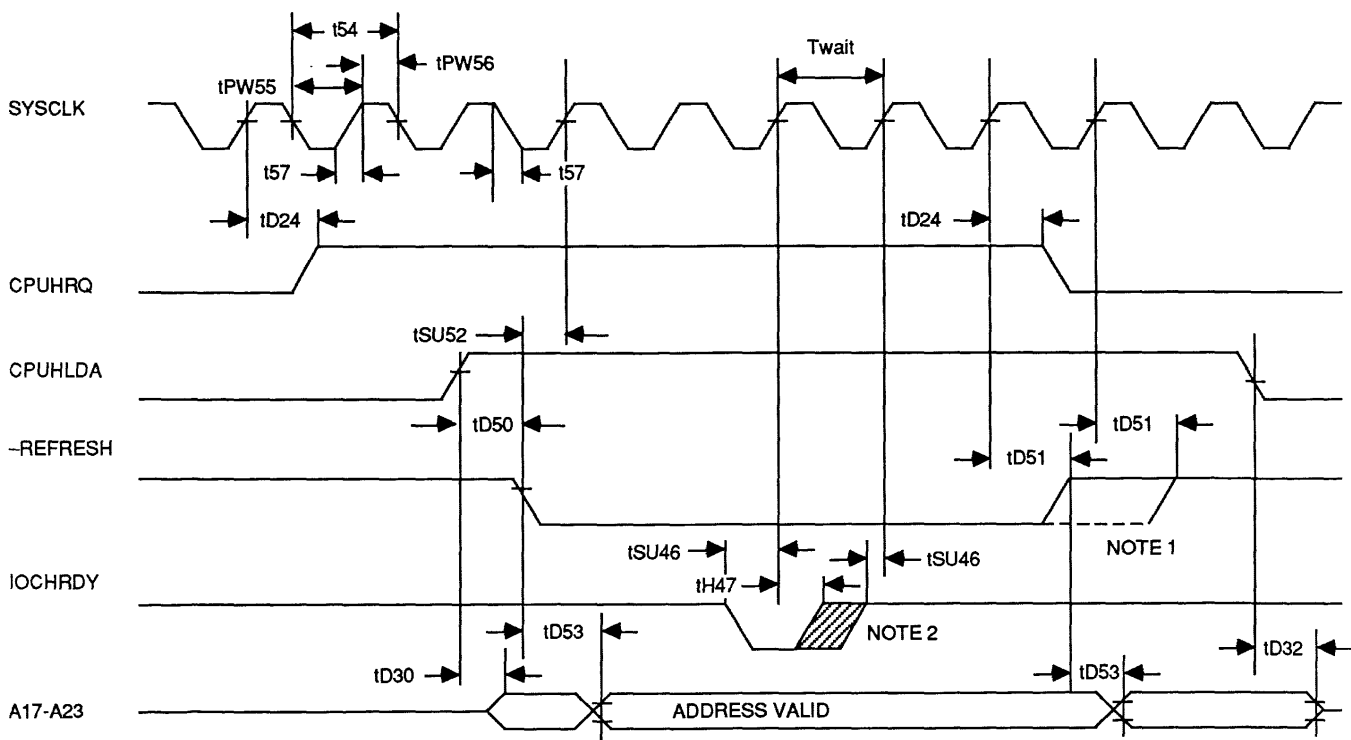 t54
Twait
tPW56
tPW55
SYSCLK
t57
t57
tD24
tD24
CPUHRQ
tSU52
CPUHLDA
tD50
tD51
–REFRESH
tD51
NOTE 1
tSU46
tSU46
IOCHRDY
tH47
NOTE 2
tD53
tD32
tD30
tD53
A17-A23
ADDRESS VALID